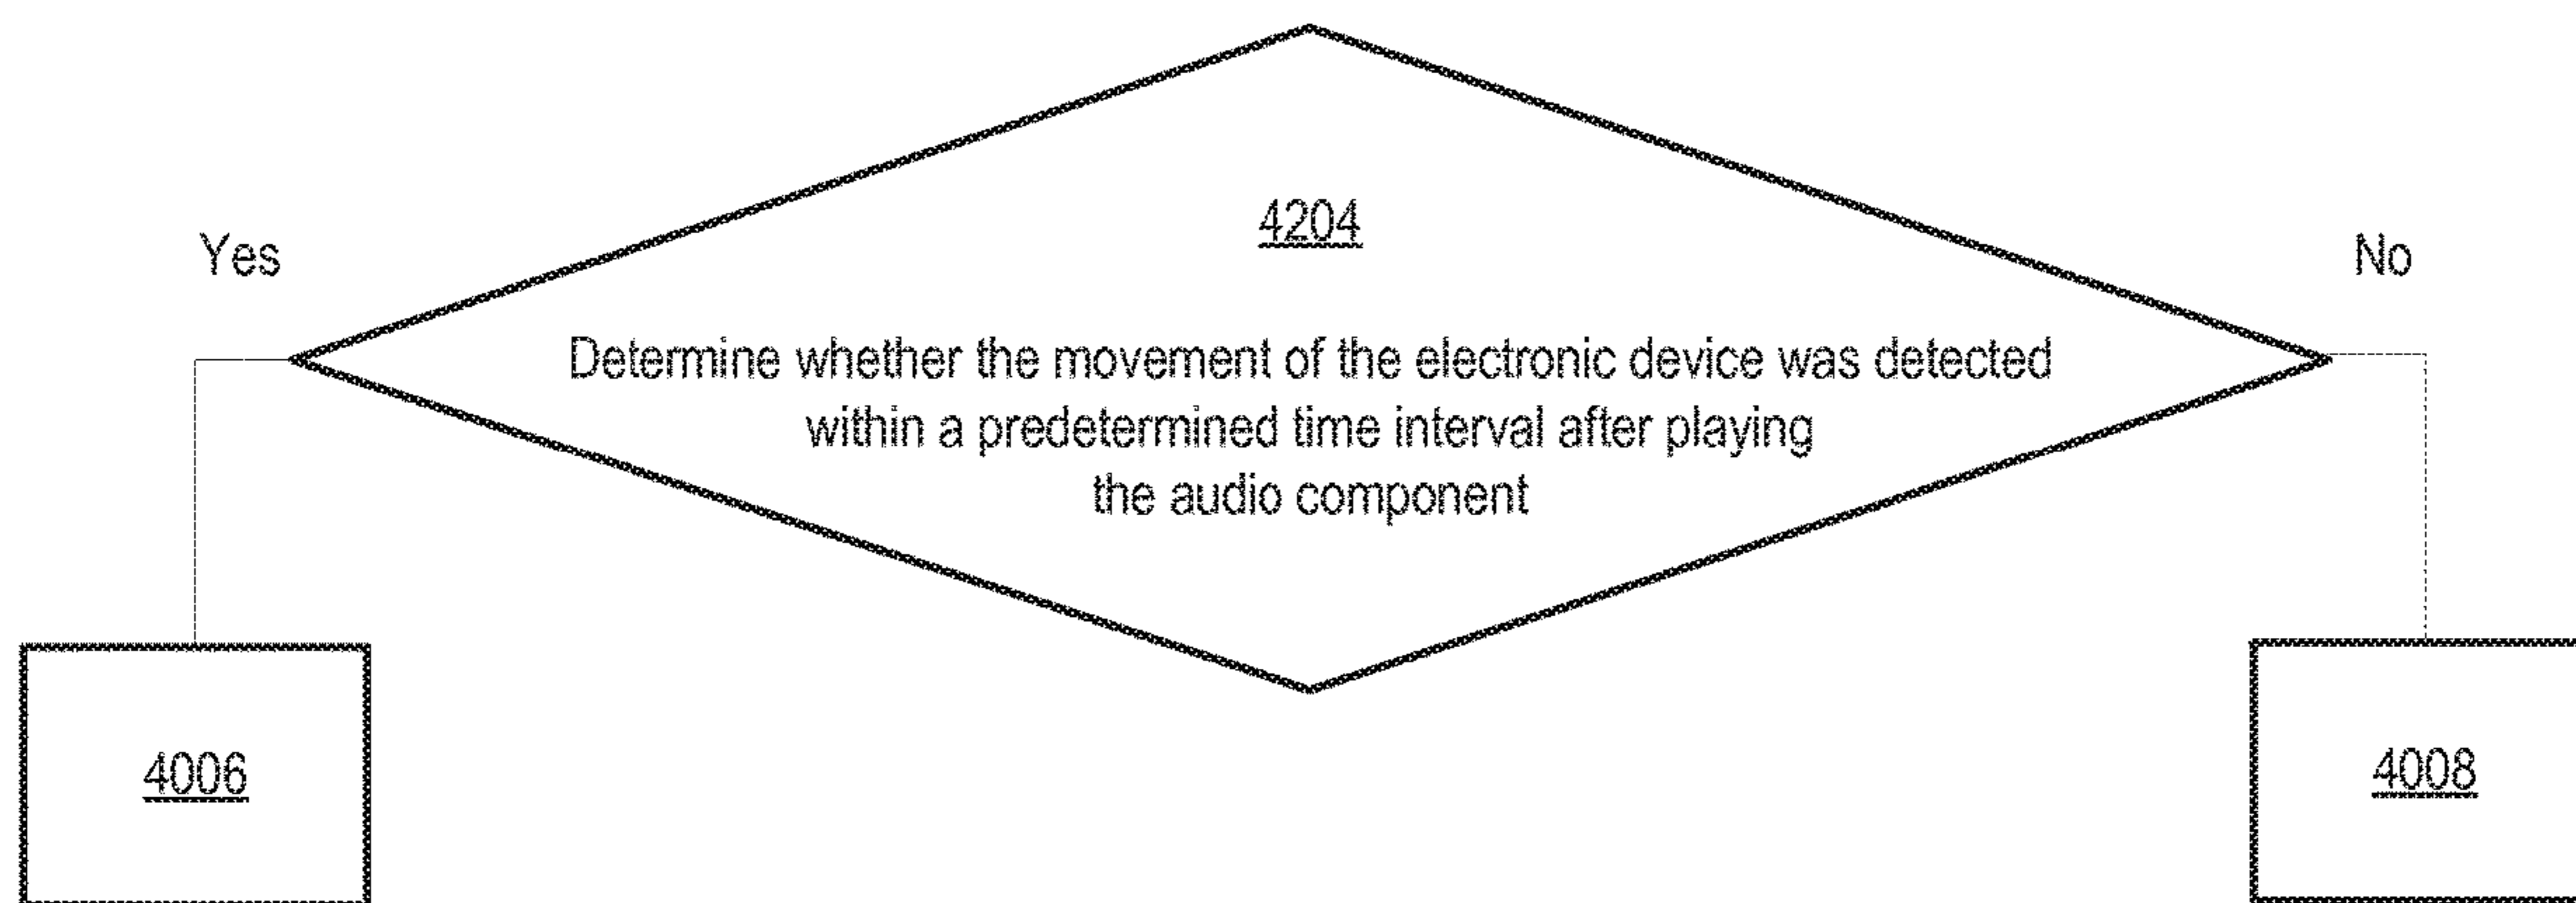 4204
Yes
No
Determine whether the movement of the electronic device was detected
within a predetermined time interval after playing
the audio component
4006
4008